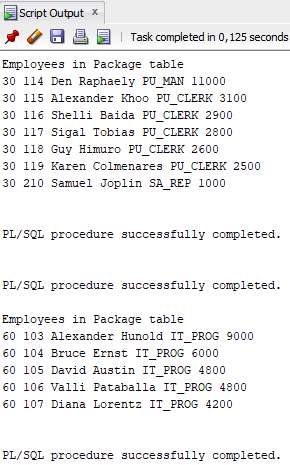 Script Output ×
Task completed in 0,125 seconds
Employees in Package table
30 114 Den Raphaely PU_MAN 11000
30 115 Alexander Khoo PU_CLERK 3100
30 116 Shelli Baida PU_CLERK 2900
30 117 Sigal Tobias PU_CLERK 2800
30 118 Guy Himuro PU_CLERK 2600
30 119 Karen Colmenares PU_CLERK 2500
30 210 Samuel Joplin SA_REP 1000
PL/SQL procedure successfully completed.
PL/SQL procedure successfully completed.
Employees in Package table
60 103 Alexander Hunold IT_PROG 9000
60 104 Bruce Ernst IT_PROG 6000
60 105 David Austin IT_PROG 4800
60 106 Valli Pataballa IT_PROG 4800
60 107 Diana Lorentz IT_PROG 4200
PL/SQL procedure successfully completed.